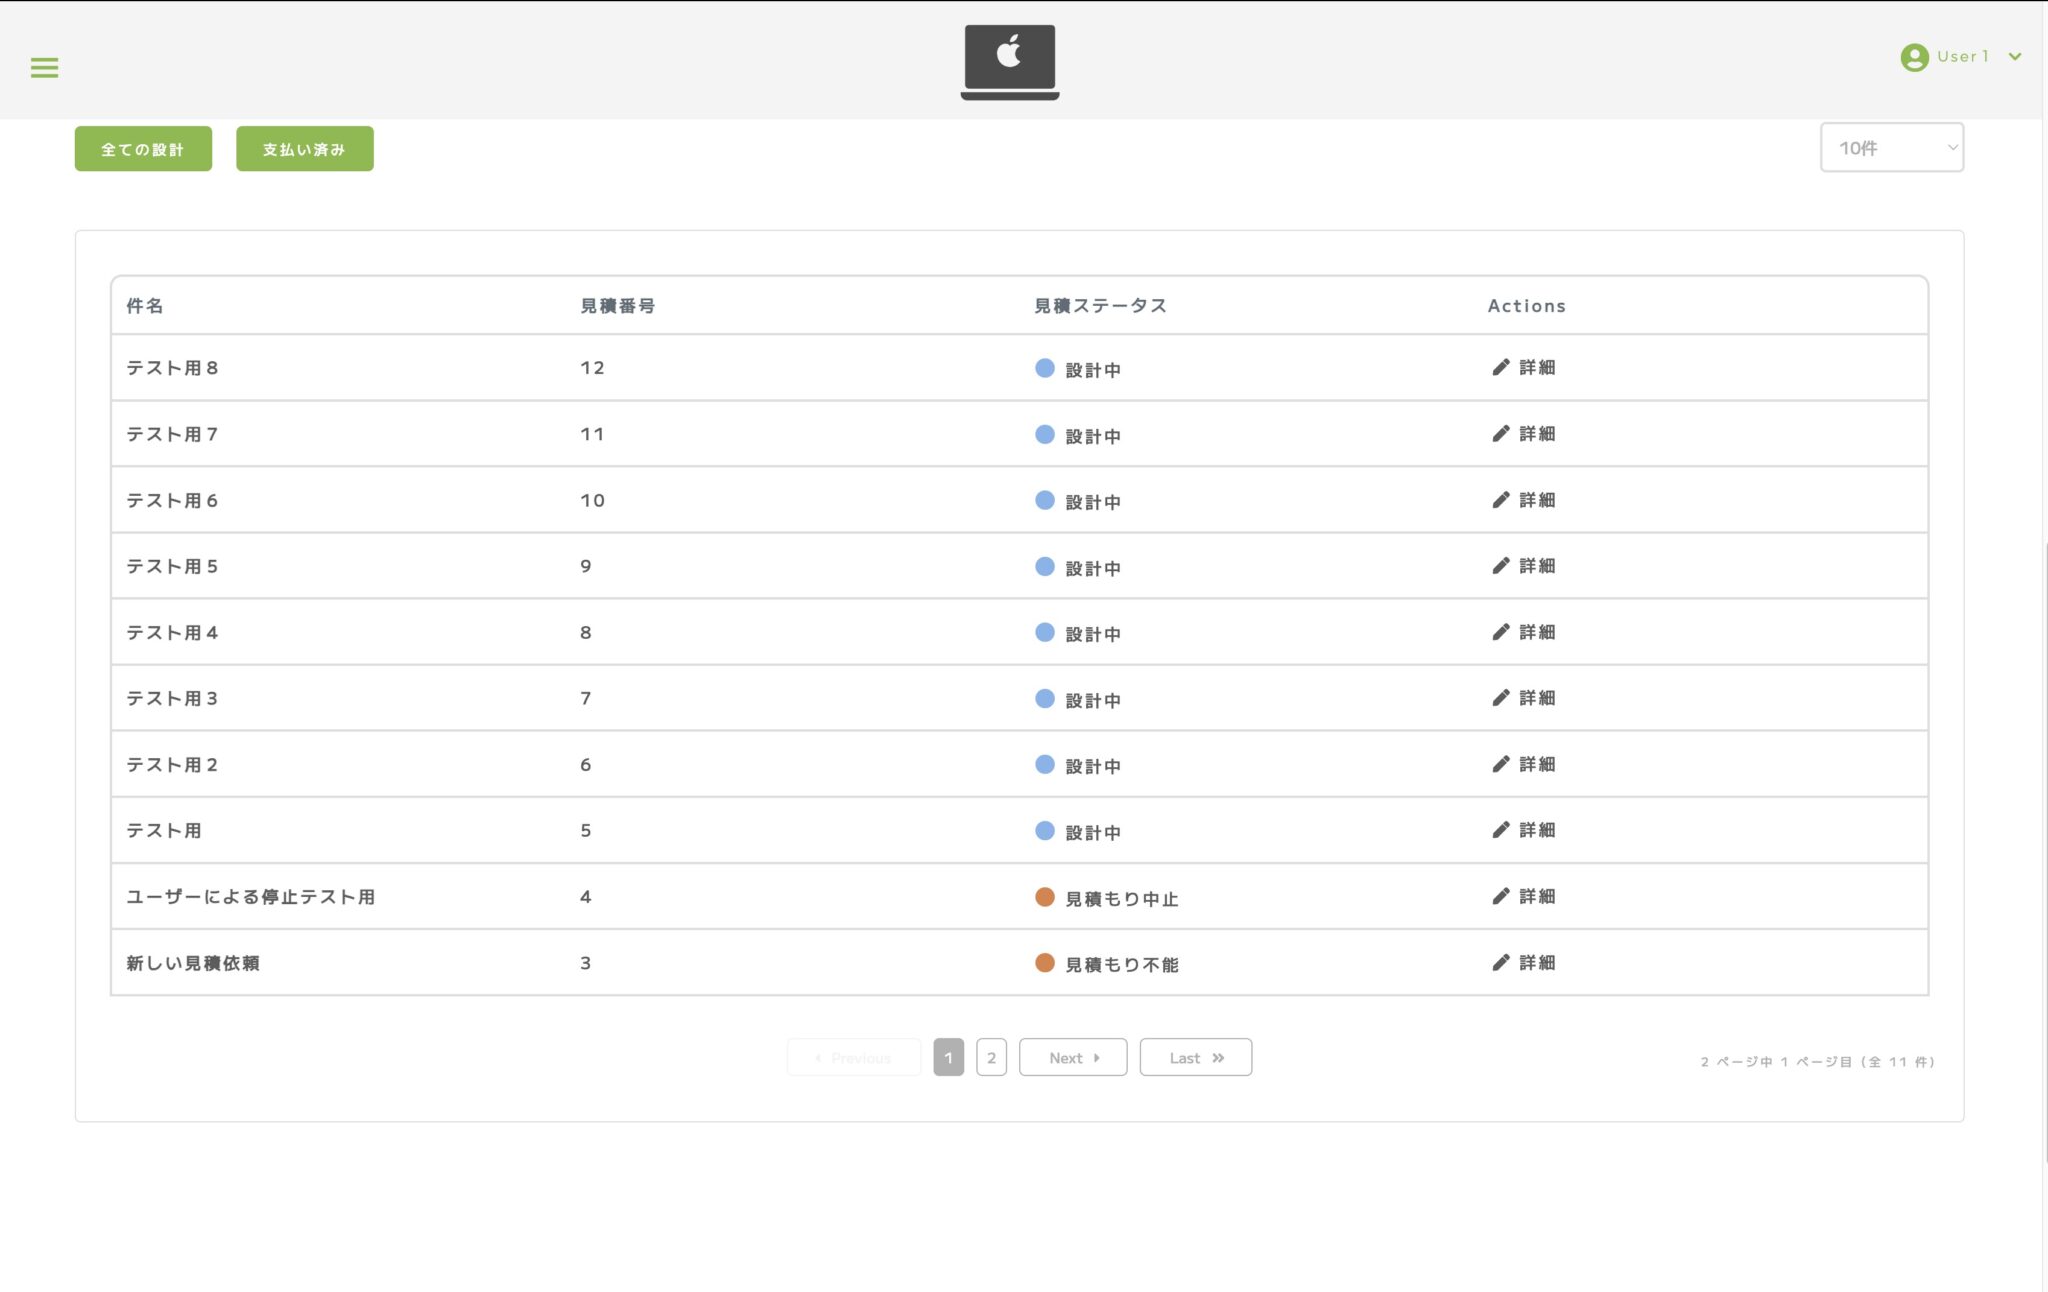 User 1
全ての設計 支払い済み 10件
件名 見積番号 見積ステータス Actions
テスト用8 12 設計中 詳細
テスト用7 11 設計中 詳細
テスト用6 10 設計中 詳細
テスト用5 9 設計中 詳細
テスト用4 8 設計中 詳細
テスト用3 7 設計中 詳細
テスト用2 6 設計中 詳細
テスト用 5 設計中 詳細
ユーザーによる停止テスト用 4 見積もり中止 詳細
新しい見積依頼 3 見積もり不能 詳細
Previous 1 2 Next Last
2 ページ中 1 ページ目 (全 11 件)